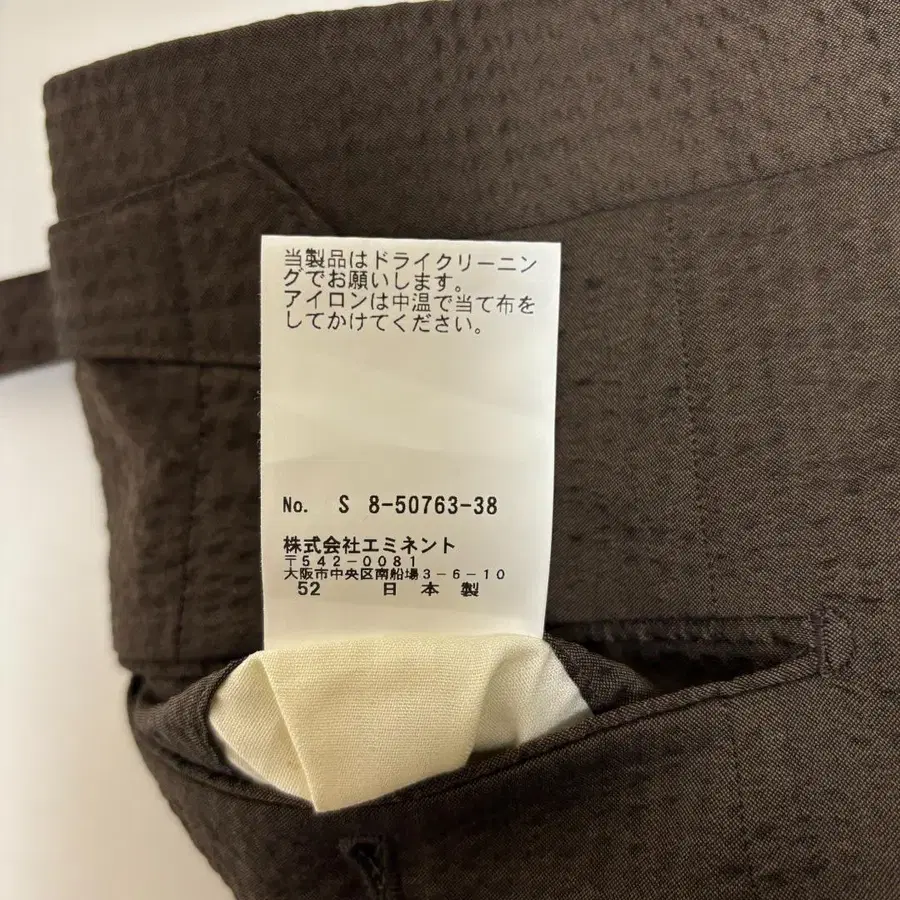 当製品はドライクリーニン
グでお願いします。
アイロンは中温で当て布を
してかけてください。
No. S 8-50763-38
株式会社エミネント
〒542-0081
大阪市中央区南船場3-6-10
52 日本製